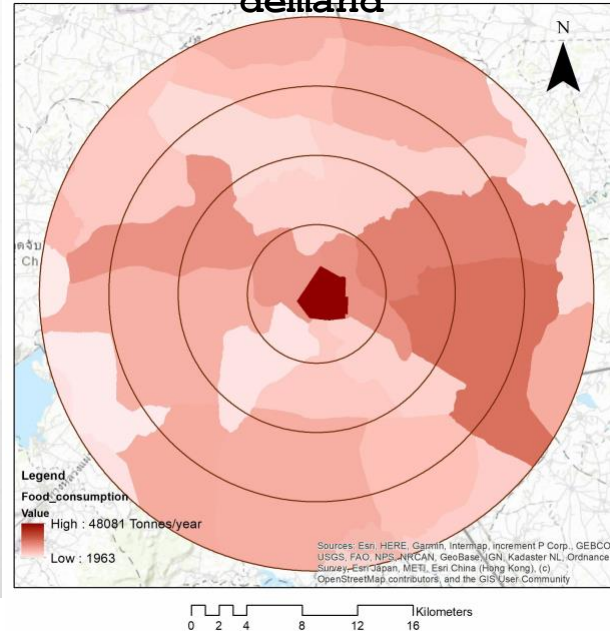 demand
N
Ch
Legend
Food_consumption
Value
High : 48081 Tonnes/year
Low : 1963
Sources: Esri, HERE, Garmin, Intermap, increment P Corp., GEBCO,
USGS, FAO, NPS, NRCAN, GeoBase, IGN, Kadaster NL, Ordnance
Survey, Esri Japan, METI, Esri China (Hong Kong), (c)
OpenStreetMap contributors, and the GIS User Community
Kilometers
0 2 4 8 12 16